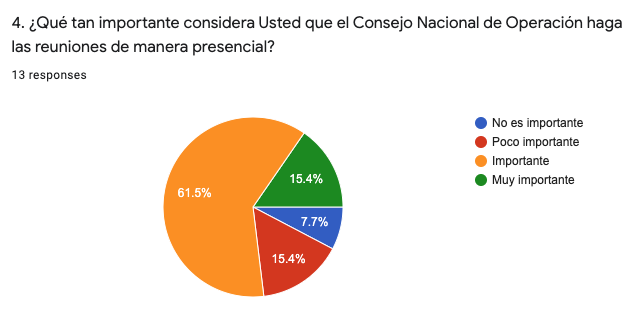 4. ¿Qué tan importante considera Usted que el Consejo Nacional de Operación haga
las reuniones de manera presencial?
13 responses
No es importante
Poco importante
Importante
Muy importante
61.5%
15.4%
7.7%
15.4%